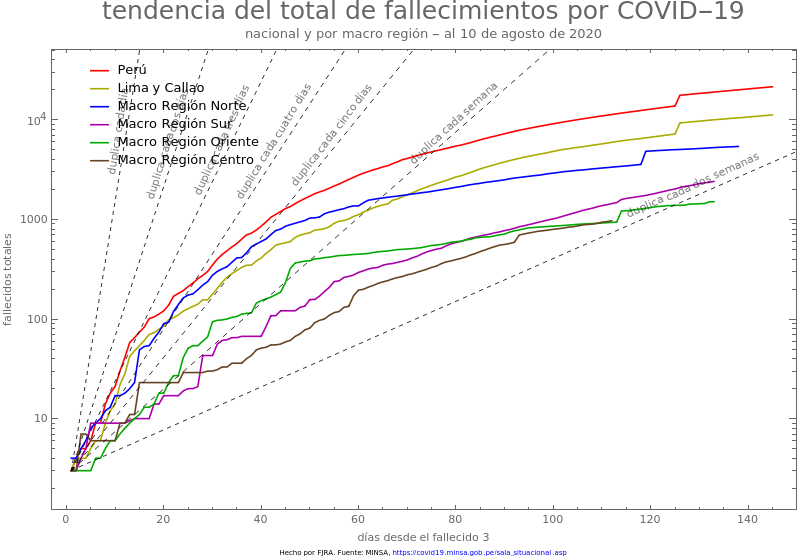 tendencia del total de fallecimientos por COVID−19
nacional y por macro región − al 10 de agosto de 2020
Perú
Lima y Callao
Macro Región Norte
Macro Región Sur
Macro Región Oriente
Macro Región Centro
duplica cada cuatro días
duplica cada cinco días
duplica cada semana
duplica cada dos semanas
10^4
1000
100
10
fallecidos totales
0 20 40 60 80 100 120 140
días desde el fallecido 3
Hecho por FJRA. Fuente: MINSA, https://covid19.minsa.gob.pe/sala_situacional.asp